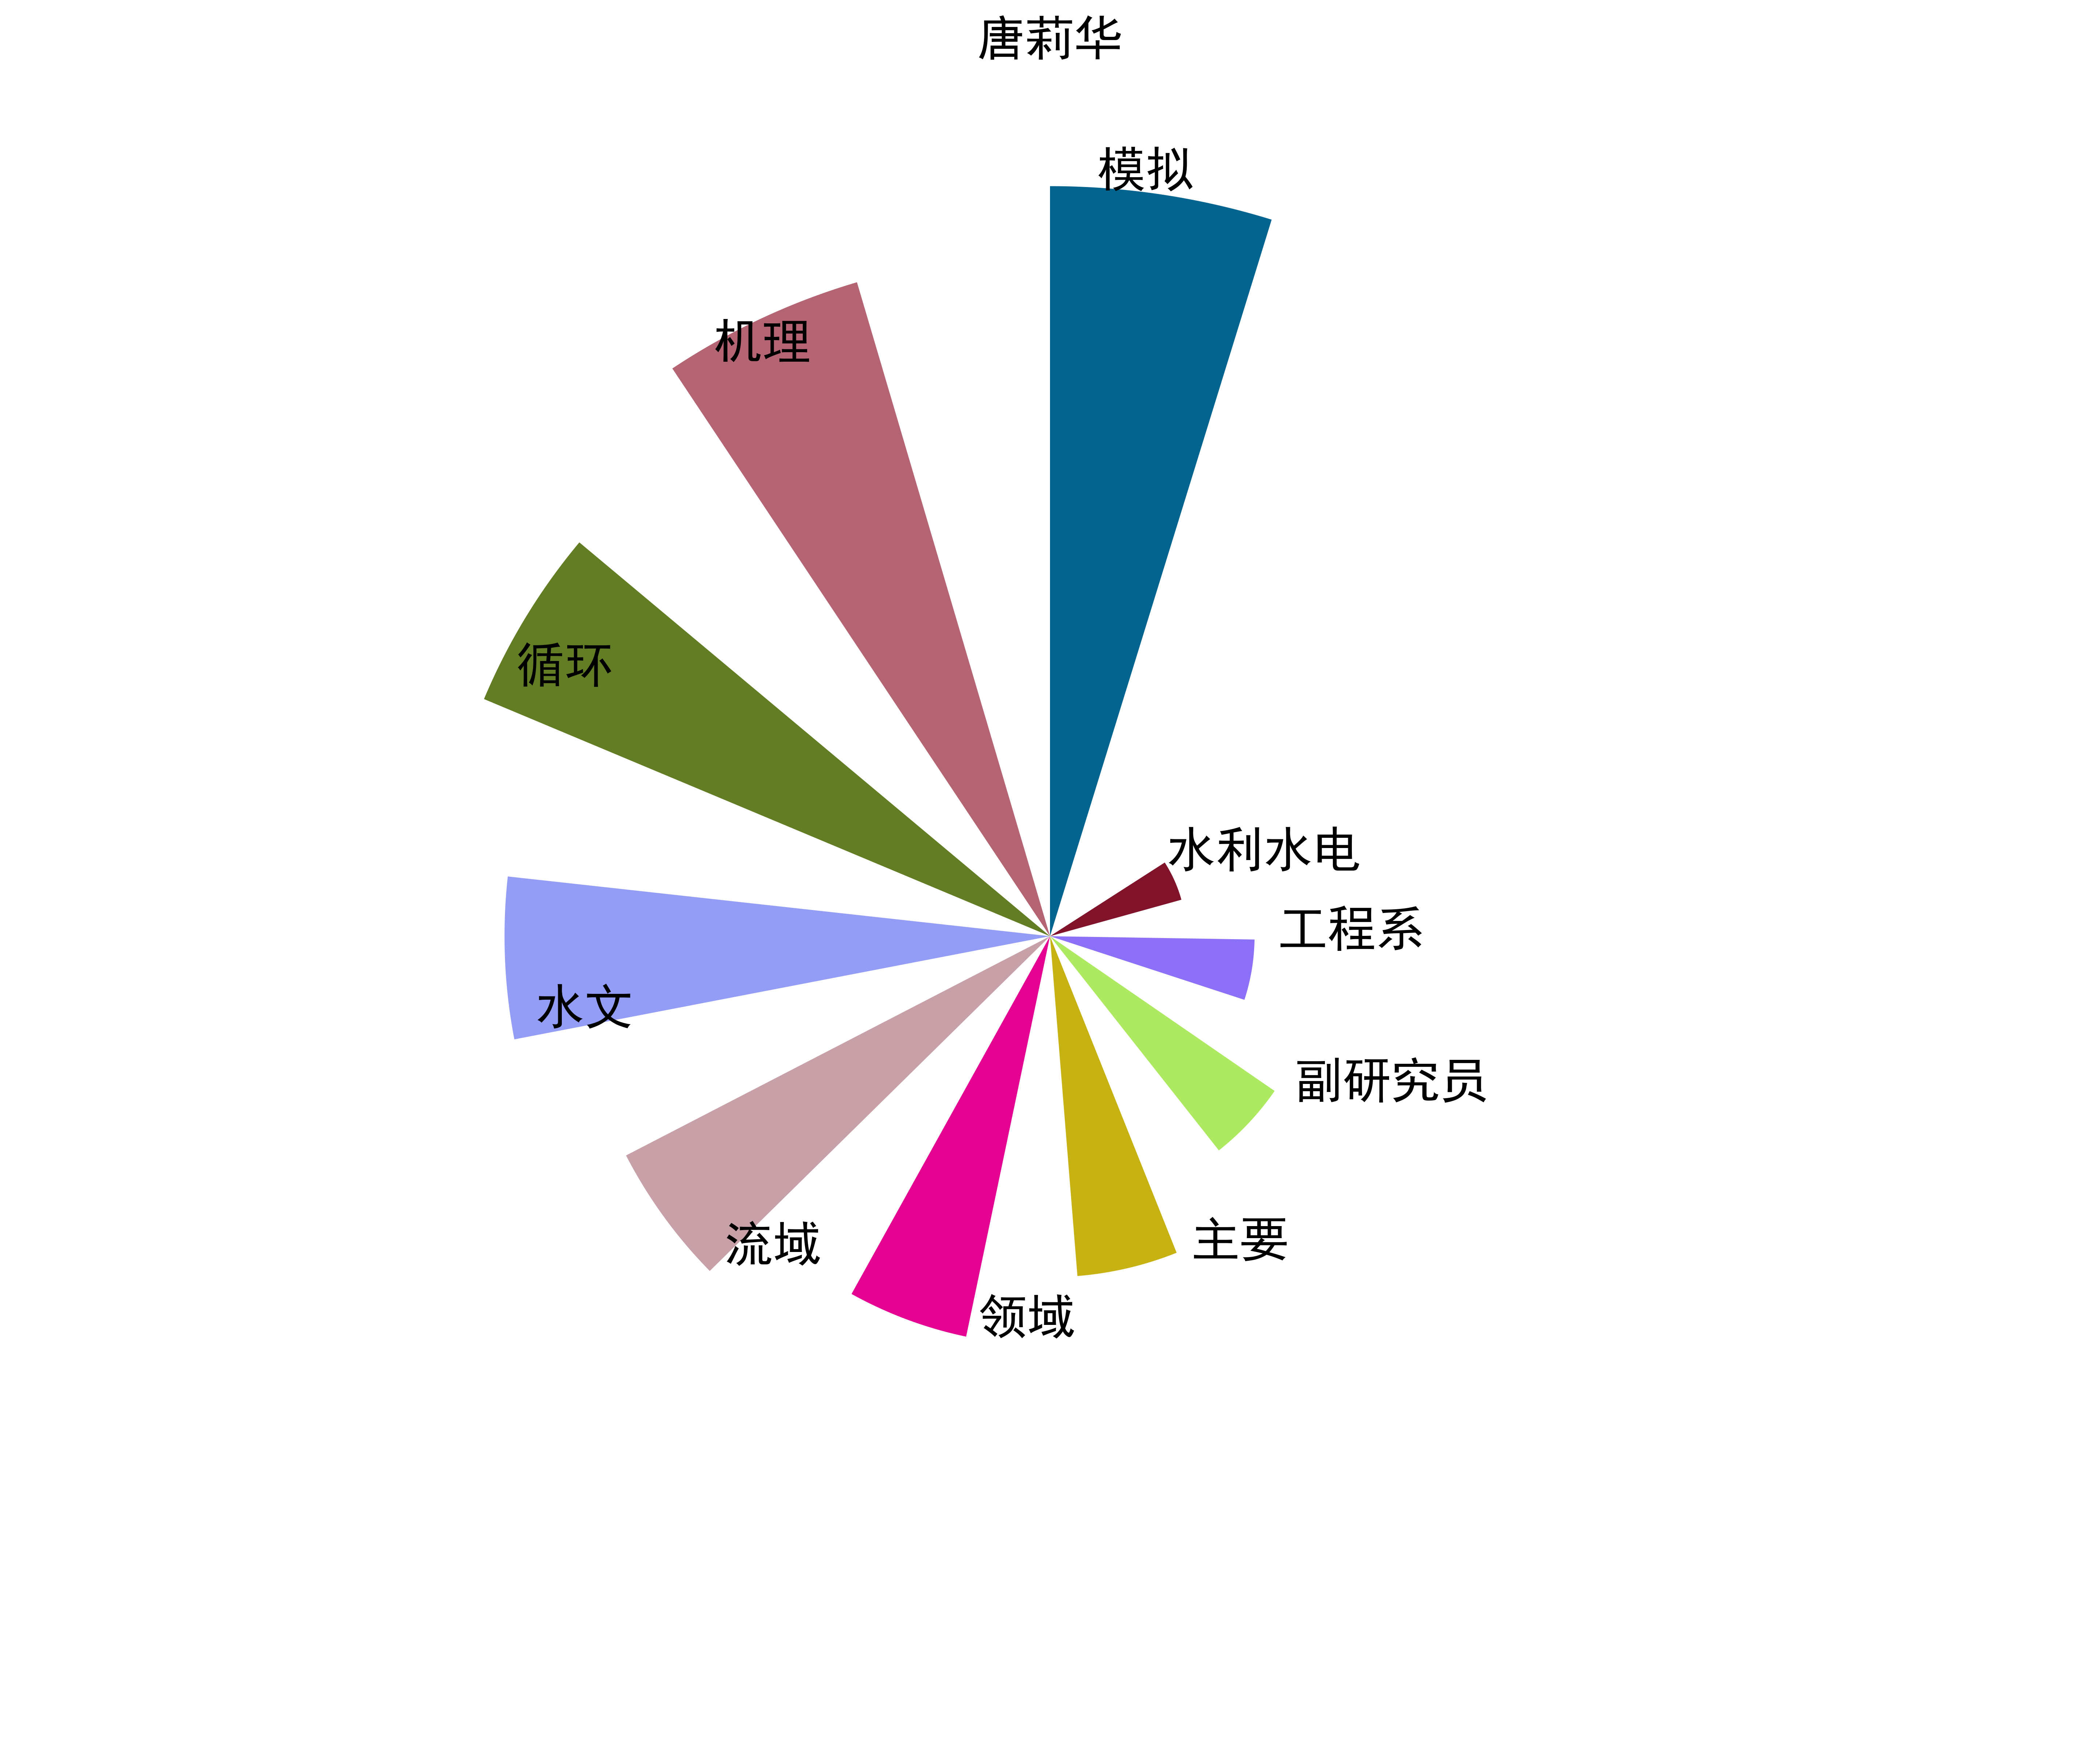 唐莉华
模拟
机理
循环
水利水电
工程系
水文
副研究员
主要
流域
领域